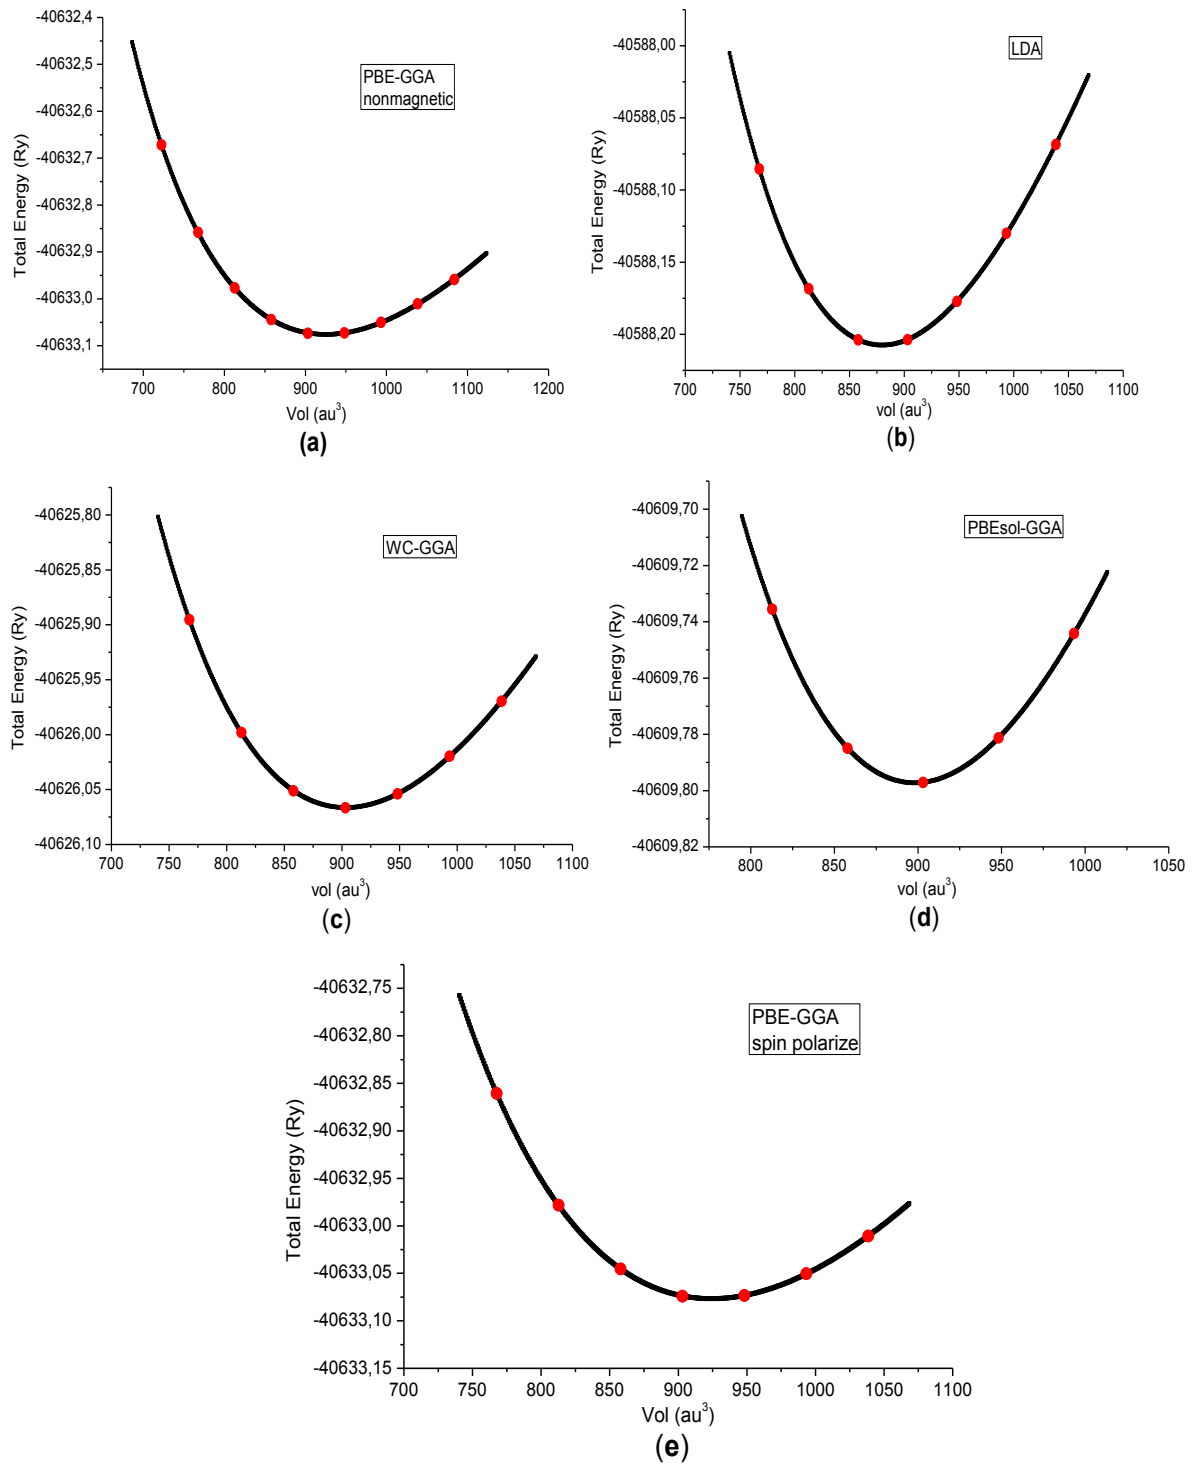 PBE-GGA
nonmagnetic
Total Energy (Ry)
-40632,4
-40632,5
-40632,6
-40632,7
-40632,8
-40632,9
-40633,0
-40633,1
700 800 900 1000 1100 1200
Vol (au³)
(a)
LDA
Total Energy (Ry)
-40588,00
-40588,05
-40588,10
-40588,15
-40588,20
700 750 800 850 900 950 1000 1050 1100
vol (au³)
(b)
WC-GGA
Total Energy (Ry)
-40625,80
-40625,85
-40625,90
-40625,95
-40626,00
-40626,05
-40626,10
700 750 800 850 900 950 1000 1050 1100
vol (au³)
(c)
PBEsol-GGA
Total Energy (Ry)
-40609,70
-40609,72
-40609,74
-40609,76
-40609,78
-40609,80
-40609,82
800 850 900 950 1000 1050
vol (au³)
(d)
PBE-GGA
spin polarize
Total Energy (Ry)
-40632,75
-40632,80
-40632,85
-40632,90
-40632,95
-40633,00
-40633,05
-40633,10
-40633,15
700 750 800 850 900 950 1000 1050 1100
Vol (au³)
(e)